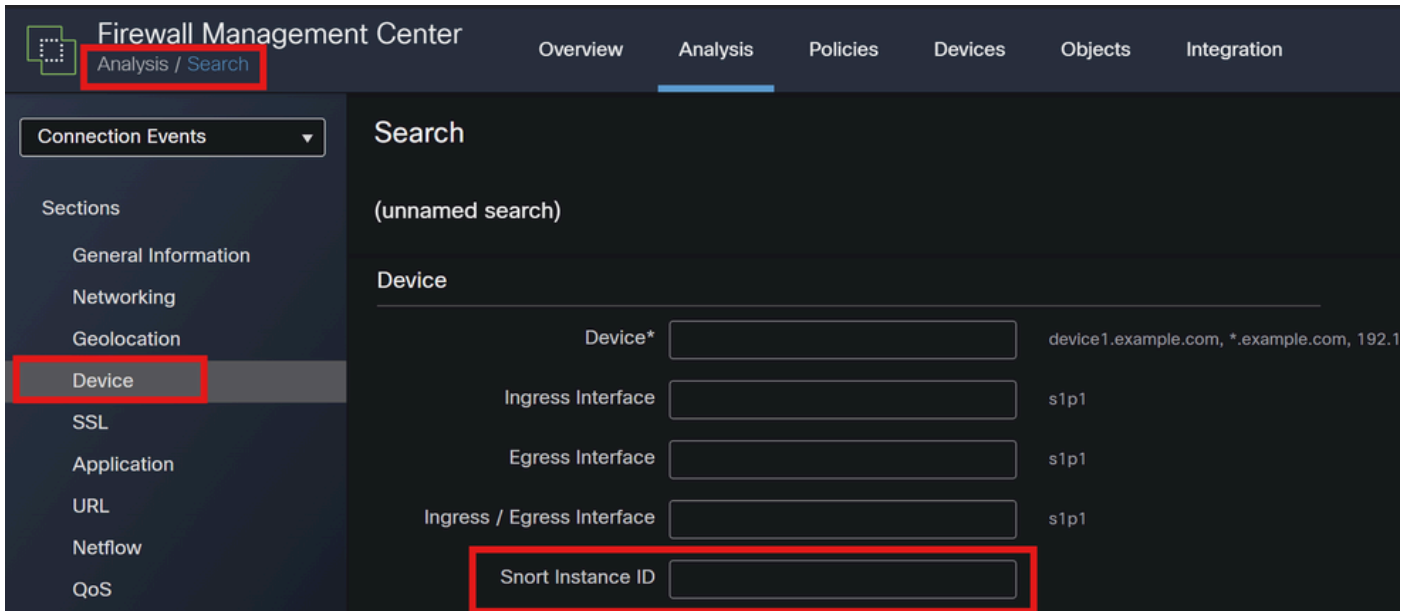 Firewall Management Center
Analysis / Search
Overview
Analysis
Policies
Devices
Objects
Integration
Connection Events
Sections
General Information
Networking
Geolocation
Device
SSL
Application
URL
Netflow
QoS
Search
(unnamed search)
Device
Device*
device1.example.com, *.example.com, 192.1
Ingress Interface
s1p1
Egress Interface
s1p1
Ingress / Egress Interface
s1p1
Snort Instance ID